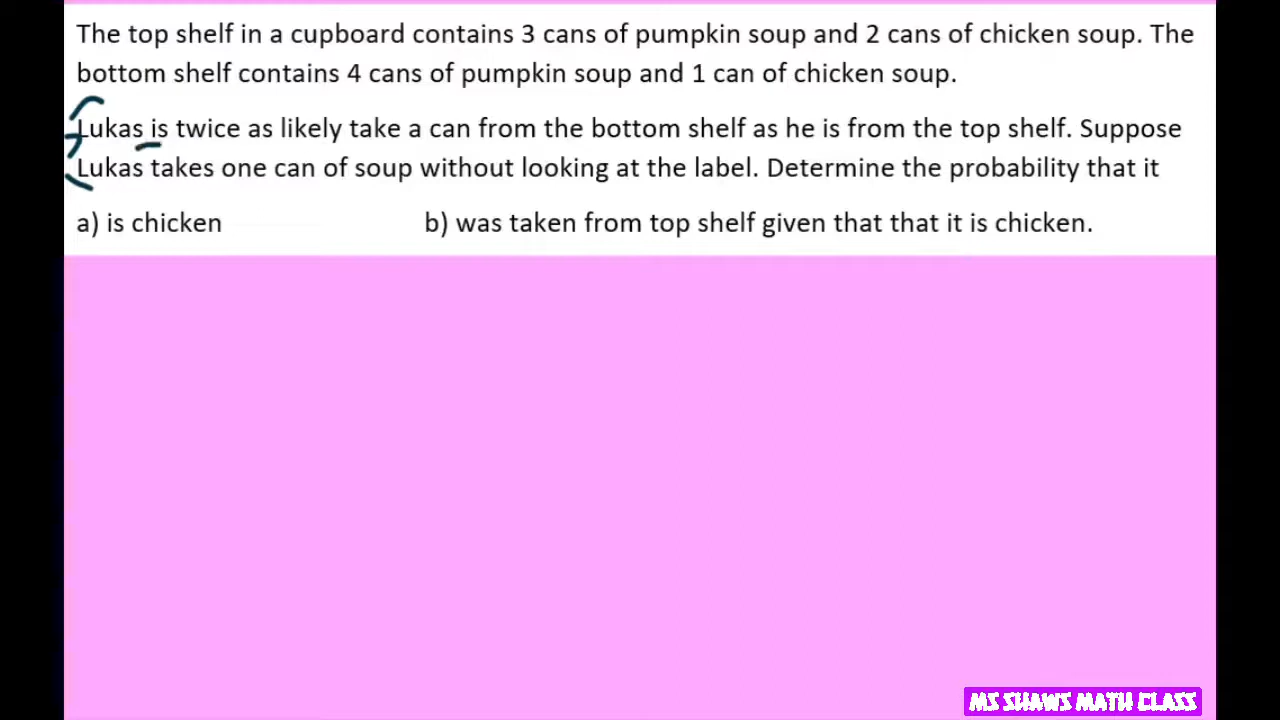 The top shelf in a cupboard contains 3 cans of pumpkin soup and 2 cans of chicken soup. The
bottom shelf contains 4 cans of pumpkin soup and 1 can of chicken soup.
Lukas is twice as likely take a can from the bottom shelf as he is from the top shelf. Suppose
Lukas takes one can of soup without looking at the label. Determine the probability that it
a) is chicken b) was taken from top shelf given that that it is chicken.
MS SHAWS MATH CLASS